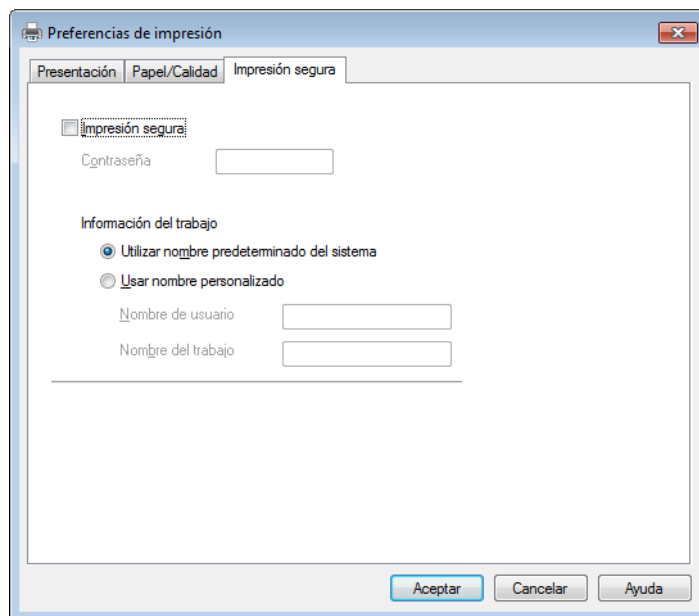 Preferencias de impresión
Presentación Papel/Calidad Impresión segura
Impresión segura
Contraseña
Información del trabajo
Utilizar nombre predeterminado del sistema
Usar nombre personalizado
Nombre de usuario
Nombre del trabajo
Aceptar Cancelar Ayuda